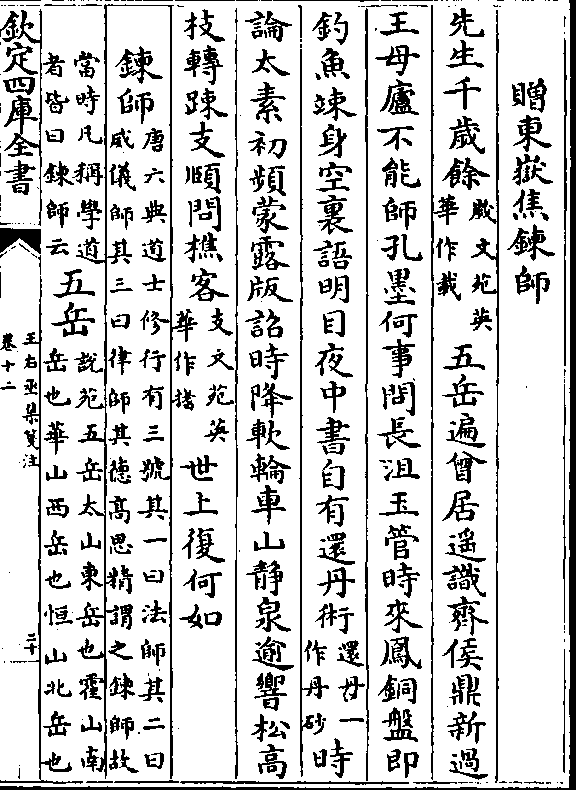 贈東嶽焦鍊師
先生千歳餘歲文苑英華作載五岳遍曾居遥識齊侯鼎新過
王母廬不能師孔墨何事問長沮玉管時來鳳銅盤即
釣魚竦身空裏語明目夜中書自有還丹術還丹一作丹砂時
論太素初頻蒙露版詔時降軟輪車山静泉逾響松高
枝轉踈支頤問樵客支文苑英華作搘世上復何如
鍊師唐六典道士修行有三號其一曰法師其二曰威儀師其三曰律師其徳髙思精謂之鍊師故
當時凡稱學道者皆曰鍊師云五岳說苑五岳太山東岳也霍山南岳也華山西岳也恒山北岳也
欽定四庫全書
王右丞集箋注
卷十二
二十